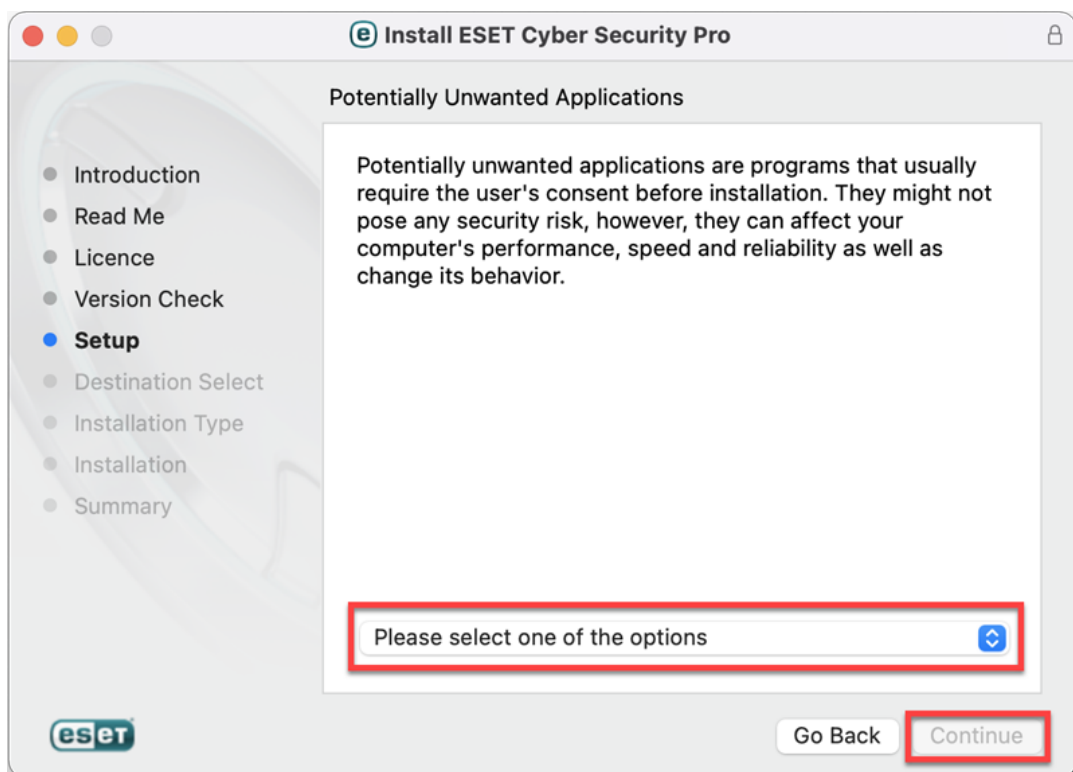 e Install ESET Cyber Security Pro
Potentially Unwanted Applications
Introduction
Read Me
Licence
Version Check
Setup
Destination Select
Installation Type
Installation
Summary
Potentially unwanted applications are programs that usually
require the user's consent before installation. They might not
pose any security risk, however, they can affect your
computer's performance, speed and reliability as well as
change its behavior.
Please select one of the options
eset
Go Back
Continue